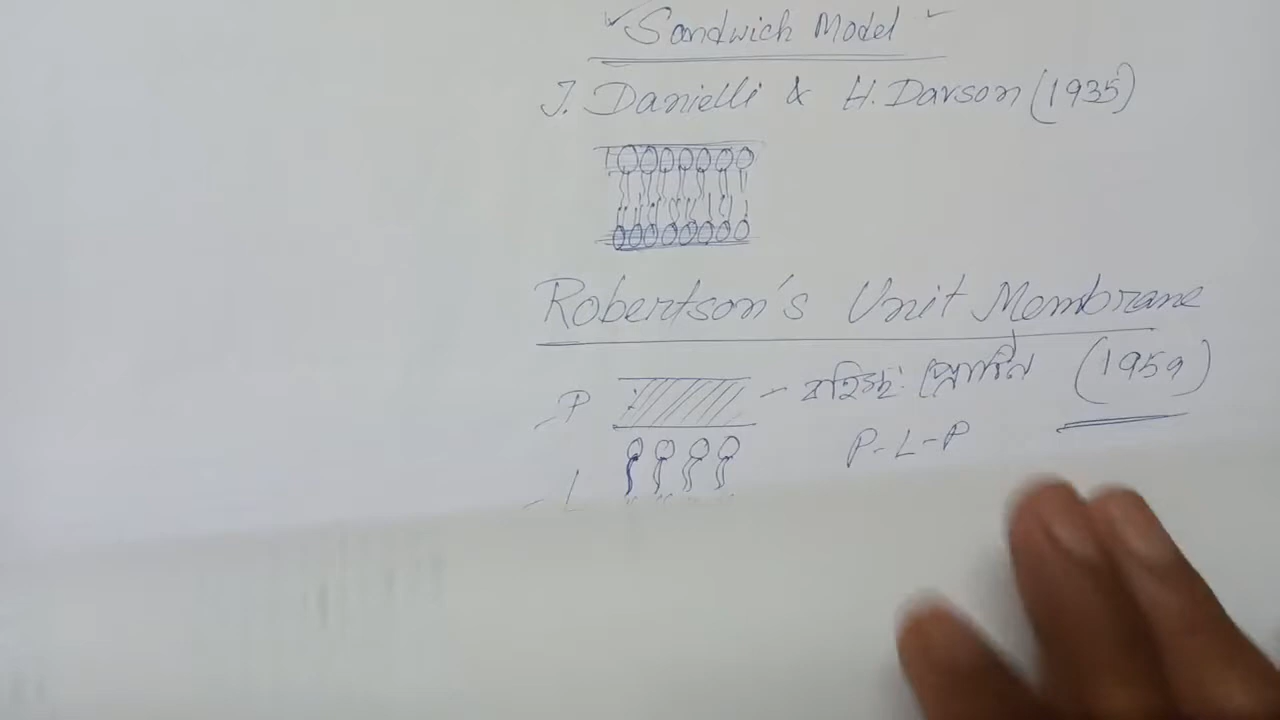 "Sandwich Model"
J. Danielli & H. Davson (1935)
Robertson's Unit Membrane
(1959)
P - বহিঃস্থ প্রোটিন
P-L-P
L